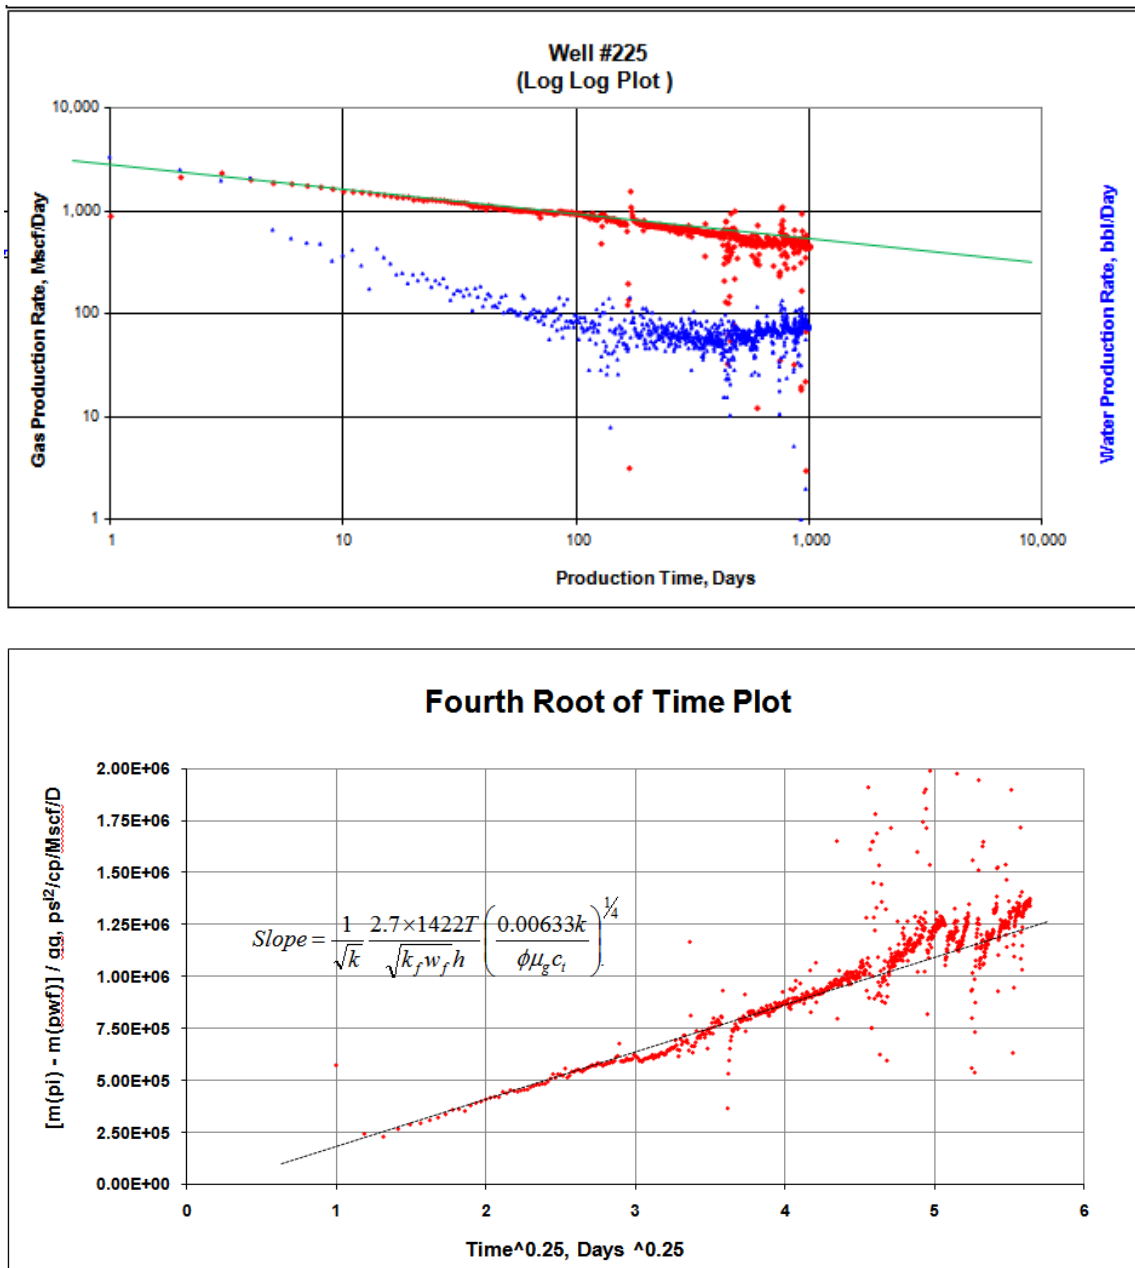 Well #225
(Log Log Plot )
10,000
1,000
100
10
1
1
10
100
1,000
10,000
Gas Production Rate, Mscf/Day
Water Production Rate, bbl/Day
Production Time, Days
Fourth Root of Time Plot
2.00E+06
1.75E+06
1.50E+06
1.25E+06
1.00E+06
7.50E+05
5.00E+05
2.50E+05
0.00E+00
[m(pi) - m(pwf)] / qg, psi²/cp/Mscf/D
Slope = 1/√k 2.7×1422T/√(k_f w_f)h (0.00633k/ϕμ_g c_t)^¼
0
1
2
3
4
5
6
Time^0.25, Days ^0.25